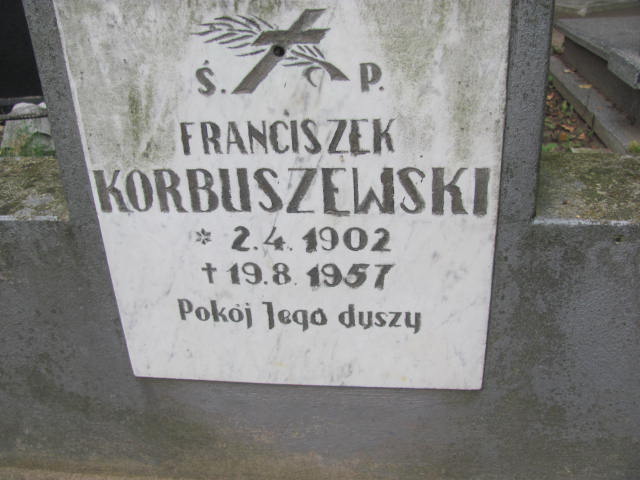 Ś. P.
FRANCISZEK
KORBUSZEWSKI
* 2.4.1902
† 19.8.1957
Pokój Jego duszy